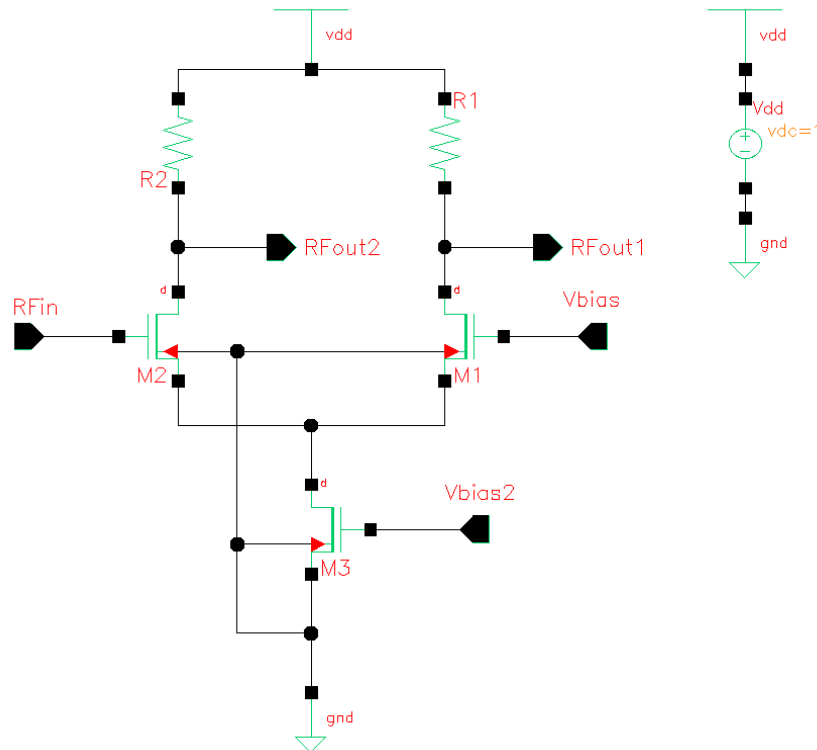 vdd
vdd
R1
Vdd
vdc=
R2
RFout2
RFout1
gnd
d
d
RFin
Vbias
M2
M1
d
Vbias2
M3
gnd